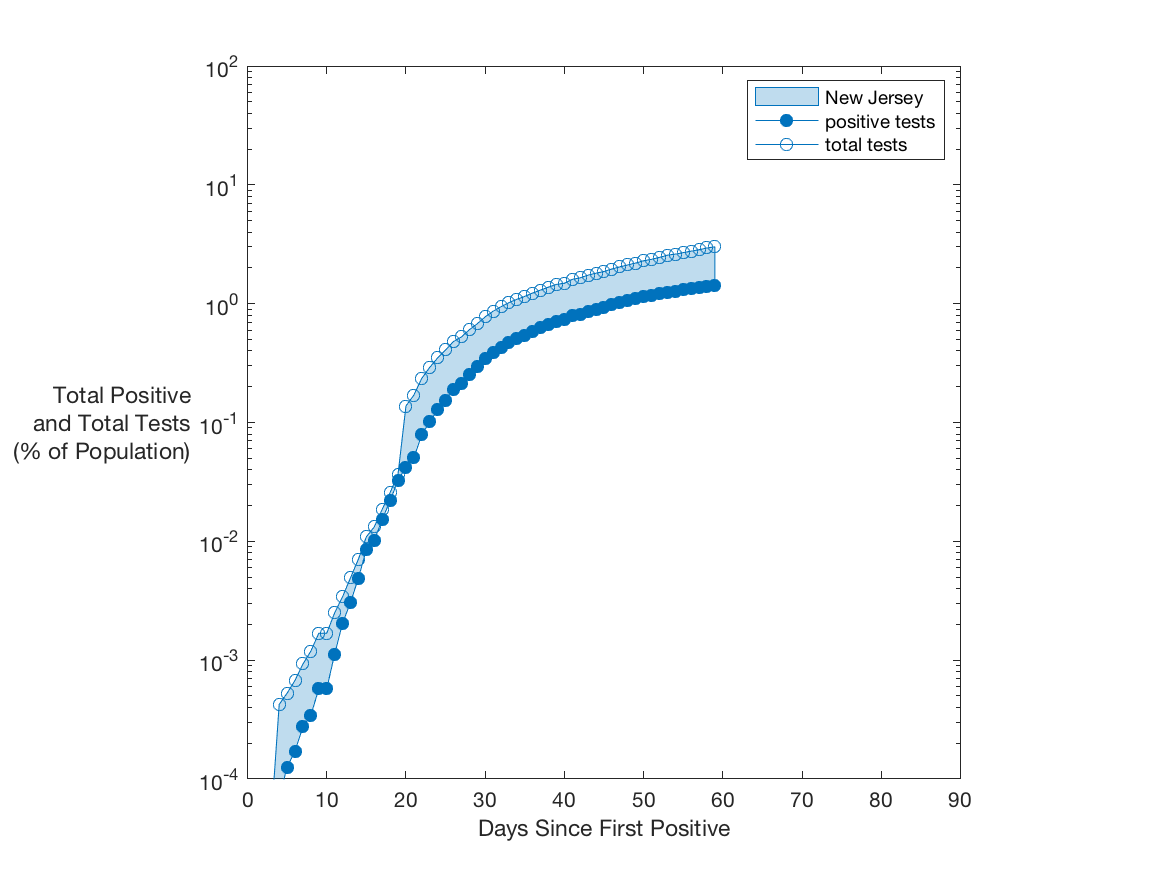 10^2
10^1
10^0
10^-1
10^-2
10^-3
10^-4
Total Positive
and Total Tests
(% of Population)
New Jersey
positive tests
total tests
0 10 20 30 40 50 60 70 80 90
Days Since First Positive